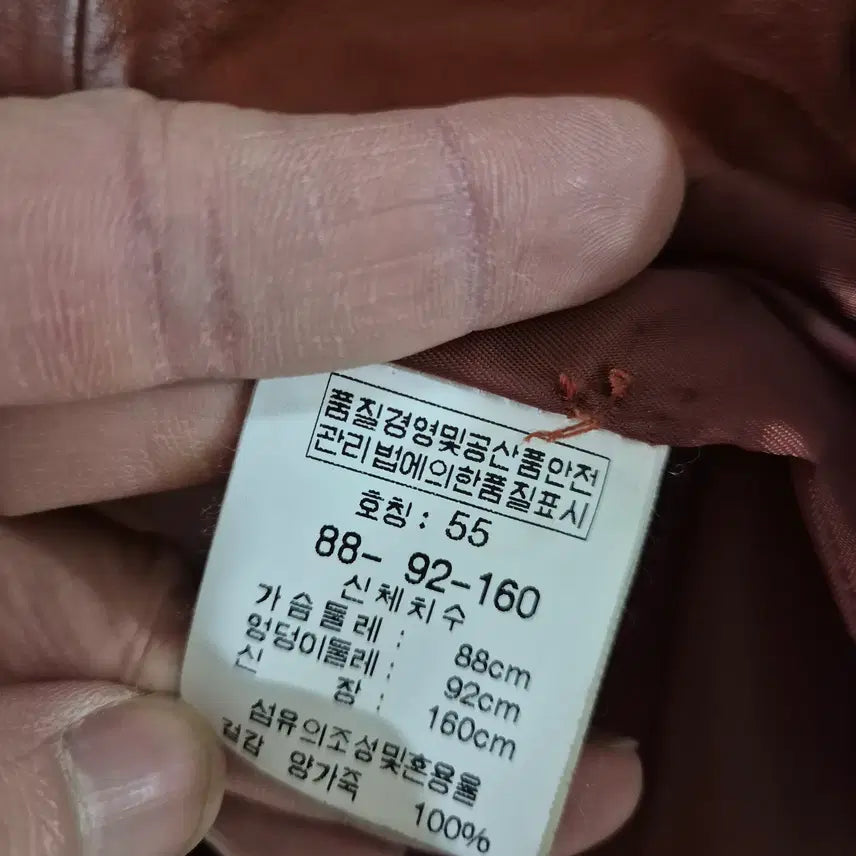 품질경영및공산품안전
관리법에의한품질표시
호칭 : 55
88- 92-160
신체치수
가슴둘레 : 88cm
엉덩이둘레 : 92cm
신 장 : 160cm
섬유의조성및혼용율
겉감 양가죽 100%